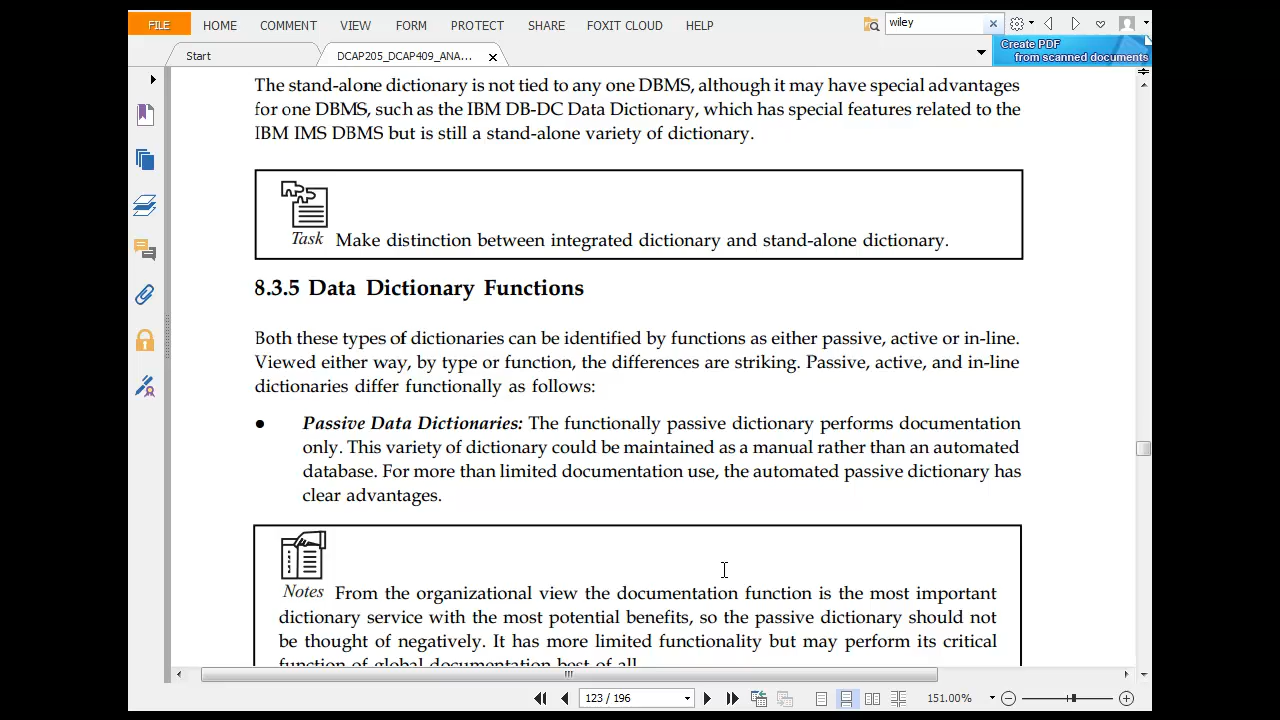 FILE HOME COMMENT VIEW FORM PROTECT SHARE FOXIT CLOUD HELP wiley
Start DCAP205_DCAP409_ANA... Create PDF
from scanned documents
The stand-alone dictionary is not tied to any one DBMS, although it may have special advantages
for one DBMS, such as the IBM DB-DC Data Dictionary, which has special features related to the
IBM IMS DBMS but is still a stand-alone variety of dictionary.
Task Make distinction between integrated dictionary and stand-alone dictionary.
8.3.5 Data Dictionary Functions
Both these types of dictionaries can be identified by functions as either passive, active or in-line.
Viewed either way, by type or function, the differences are striking. Passive, active, and in-line
dictionaries differ functionally as follows:
● Passive Data Dictionaries: The functionally passive dictionary performs documentation
only. This variety of dictionary could be maintained as a manual rather than an automated
database. For more than limited documentation use, the automated passive dictionary has
clear advantages.
Notes From the organizational view the documentation function is the most important
dictionary service with the most potential benefits, so the passive dictionary should not
be thought of negatively. It has more limited functionality but may perform its critical
function of global documentation best of all.
123 / 196 151.00%